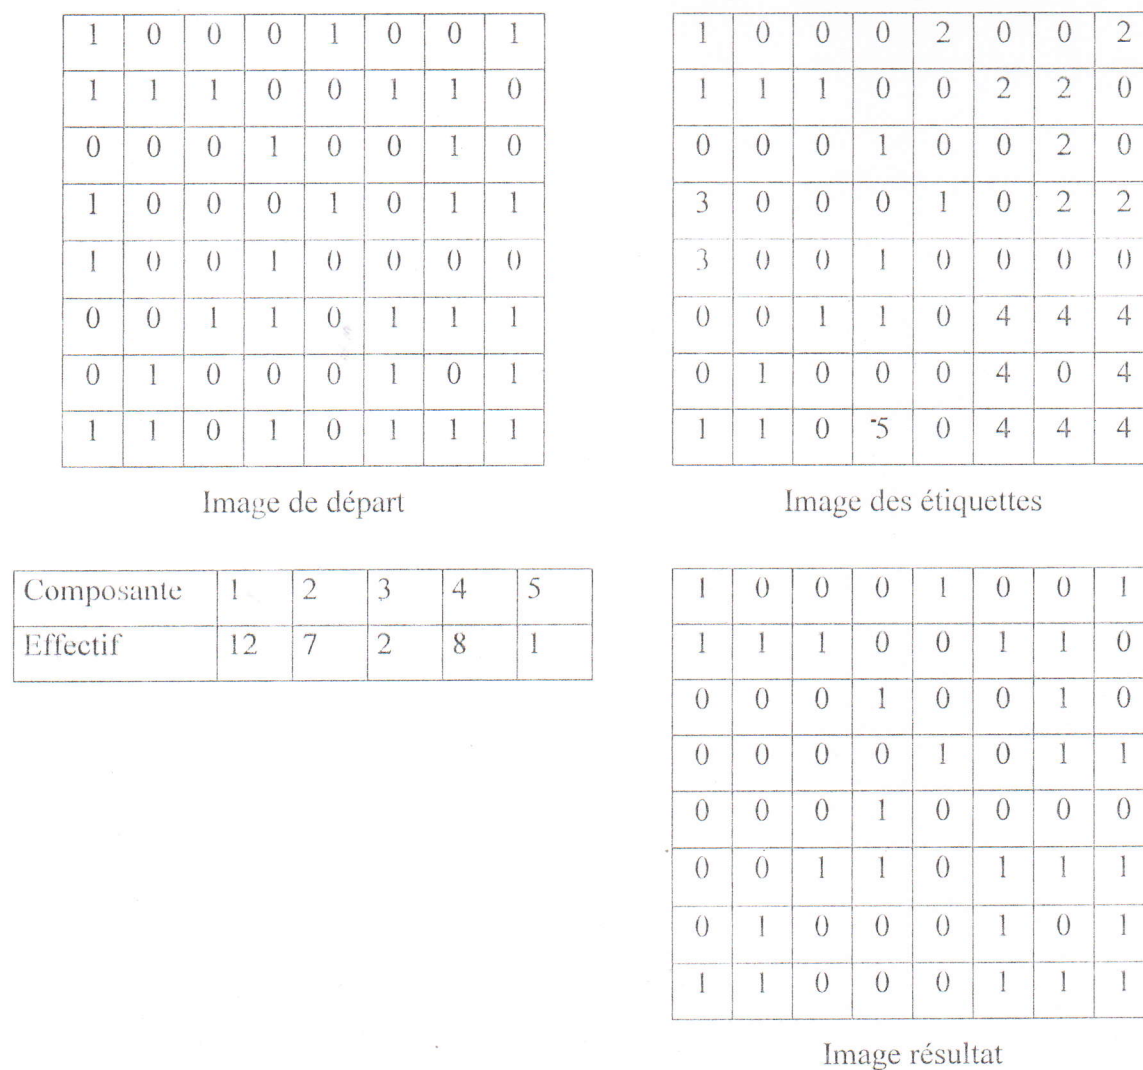 1 0 0 0 1 0 0 1
1 1 1 0 0 1 1 0
0 0 0 1 0 0 1 0
1 0 0 0 1 0 1 1
1 0 0 1 0 0 0 0
0 0 1 1 0 1 1 1
0 1 0 0 0 1 0 1
1 1 0 1 0 1 1 1
Image de départ
1 0 0 0 2 0 0 2
1 1 1 0 0 2 2 0
0 0 0 1 0 0 2 0
3 0 0 0 1 0 2 2
3 0 0 1 0 0 0 0
0 0 1 1 0 4 4 4
0 1 0 0 0 4 0 4
1 1 0 5 0 4 4 4
Image des étiquettes
Composante 1 2 3 4 5
Effectif 12 7 2 8 1
1 0 0 0 1 0 0 1
1 1 1 0 0 1 1 0
0 0 0 1 0 0 1 0
0 0 0 0 1 0 1 1
0 0 0 1 0 0 0 0
0 0 1 1 0 1 1 1
0 1 0 0 0 1 0 1
1 1 0 0 0 1 1 1
Image résultat